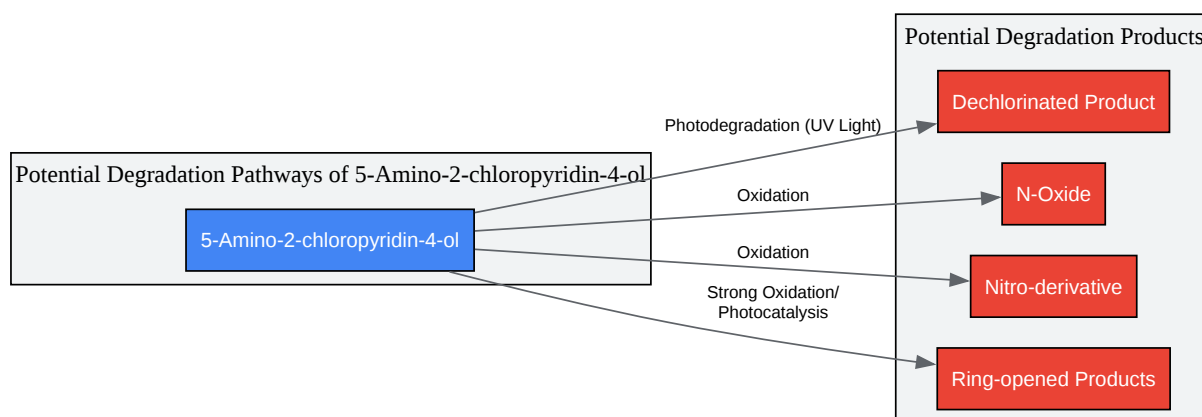 Potential Degradation Products
Dechlorinated Product
Photodegradation (UV Light)
Potential Degradation Pathways of 5-Amino-2-chloropyridin-4-ol
Oxidation
N-Oxide
5-Amino-2-chloropyridin-4-ol
Oxidation
Nitro-derivative
Strong Oxidation/
Photocatalysis
Ring-opened Products